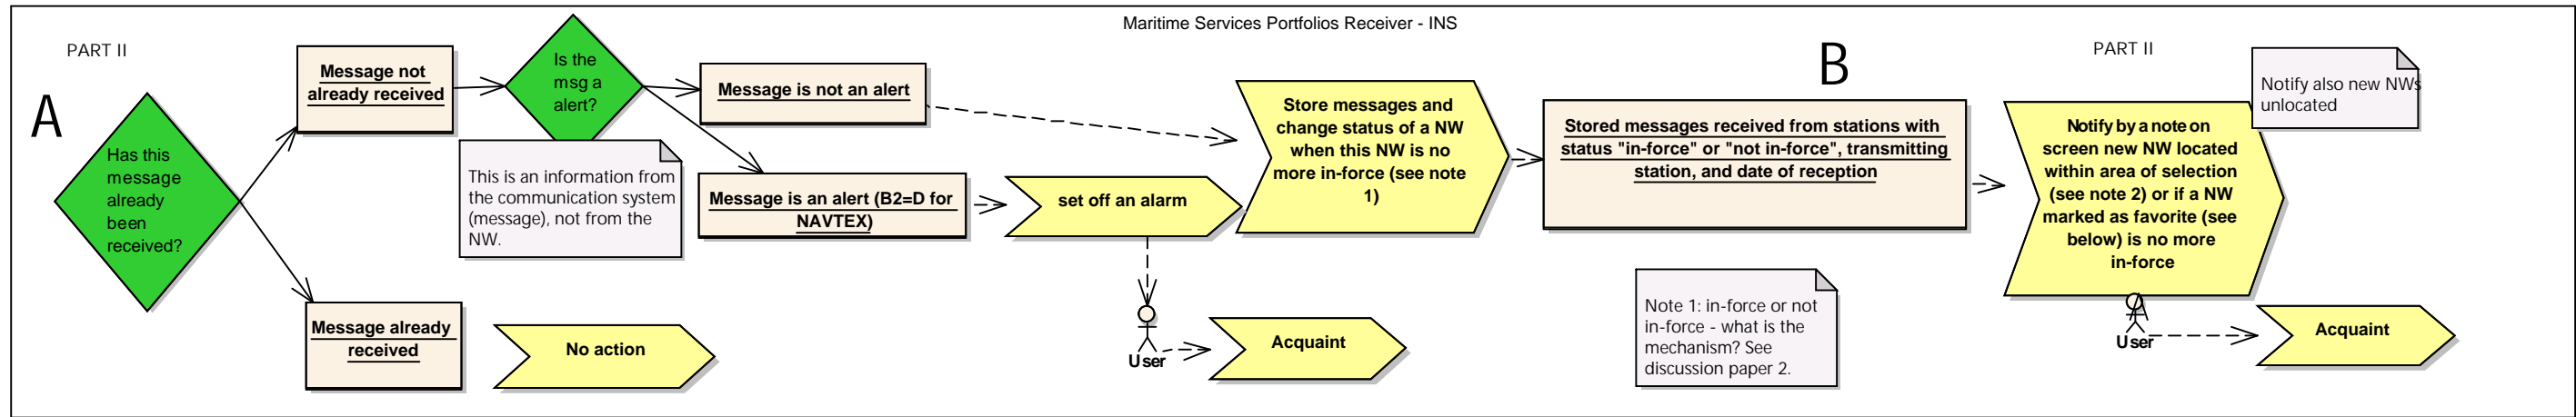 Maritime Services Portfolios Receiver - INS
PART II
A
Has this
message
already
been
received?
Message not
already received
Message already
received
No action
Is the
msg a
alert?
This is an information from
the communication system
(message), not from the
NW.
Message is not an alert
Message is an alert (B2=D for
NAVTEX)
set off an alarm
User
Acquaint
Store messages and
change status of a NW
when this NW is no
more in-force (see note
1)
B
Stored messages received from stations with
status "in-force" or "not in-force", transmitting
station, and date of reception
Note 1: in-force or not
in-force - what is the
mechanism? See
discussion paper 2.
PART II
Notify also new NWs
unlocated
Notify by a note on
screen new NW located
within area of selection
(see note 2) or if a NW
marked as favorite (see
below) is no more
in-force
User
Acquaint